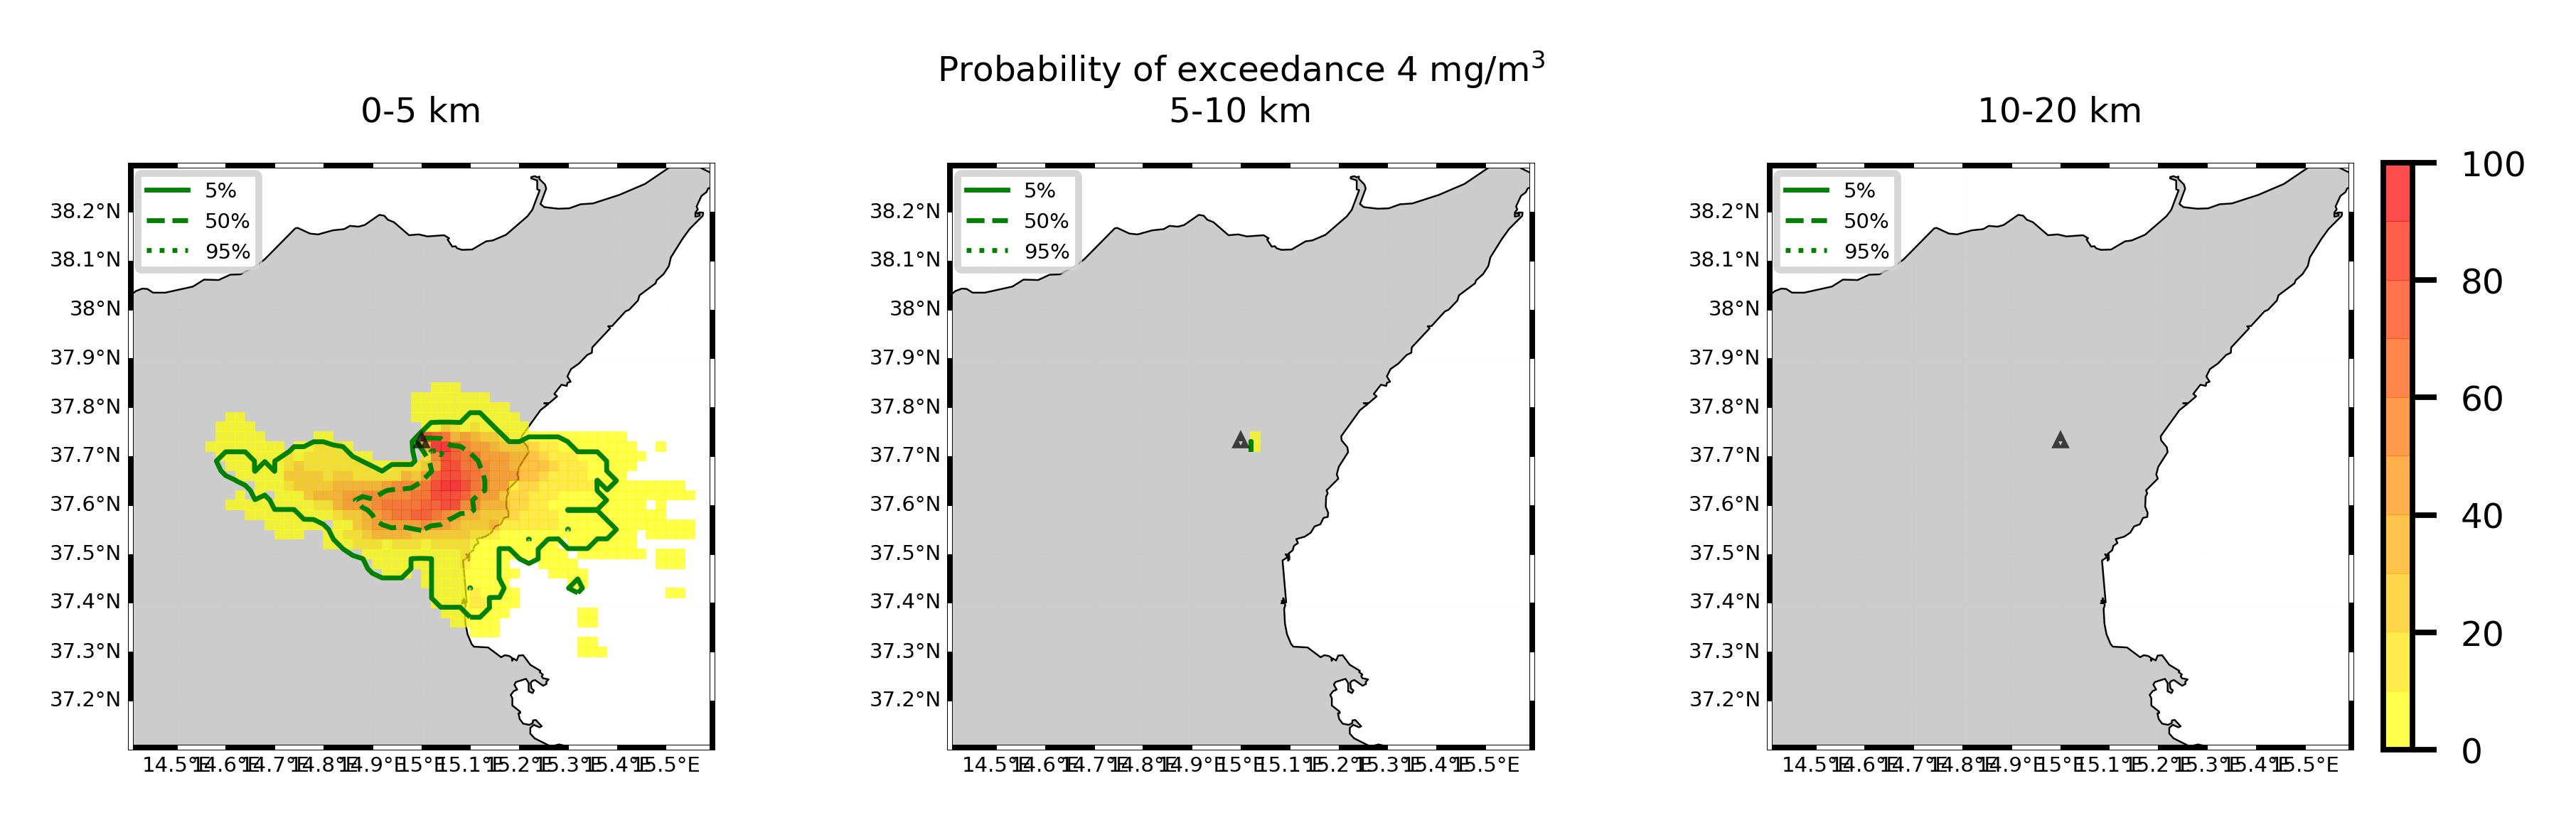 Probability of exceedance 4 mg/m³
0-5 km
5%
50%
95%
38.2°N
38.1°N
38°N
37.9°N
37.8°N
37.7°N
37.6°N
37.5°N
37.4°N
37.3°N
37.2°N
14.5°E 14.6°E 14.7°E 14.8°E 14.9°E 15°E 15.1°E 15.2°E 15.3°E 15.4°E 15.5°E
5-10 km
5%
50%
95%
38.2°N
38.1°N
38°N
37.9°N
37.8°N
37.7°N
37.6°N
37.5°N
37.4°N
37.3°N
37.2°N
14.5°E 14.6°E 14.7°E 14.8°E 14.9°E 15°E 15.1°E 15.2°E 15.3°E 15.4°E 15.5°E
10-20 km
5%
50%
95%
38.2°N
38.1°N
38°N
37.9°N
37.8°N
37.7°N
37.6°N
37.5°N
37.4°N
37.3°N
37.2°N
14.5°E 14.6°E 14.7°E 14.8°E 14.9°E 15°E 15.1°E 15.2°E 15.3°E 15.4°E 15.5°E
100
80
60
40
20
0